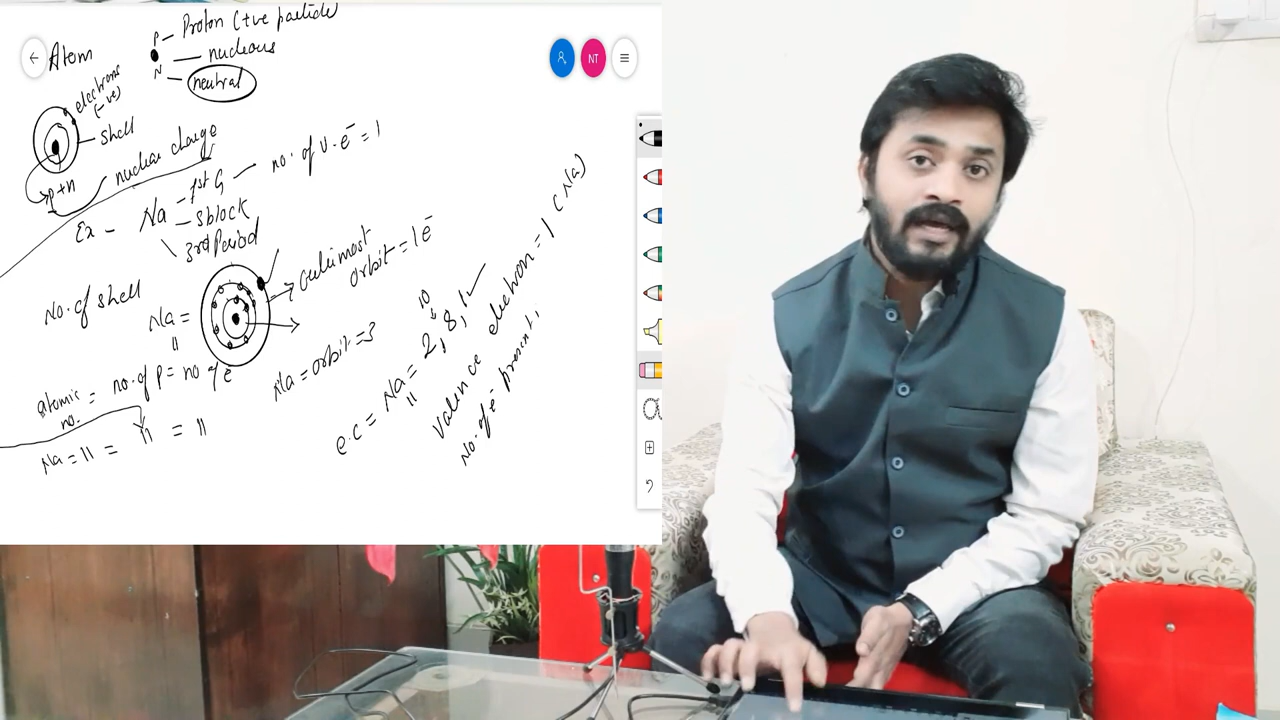 Atom
P - Proton (+ve particle
- nucleous
N - neutral
NT
electrons
(-ve)
- shell
p+n
nuclear charge
Ex - Na
- 1st G - no. of v.e⁻ = 1
- s block
3rd Period
No. of shell
Na =
11
outermost
orbit = 1e⁻
Na = orbit = 3
atomic no. = no. of P = no of e
Na = 11 = 11 = 11
10
e.c = Na = 2, 8, 1
11
Valence electron = 1 (Na)
No. of e⁻ present,